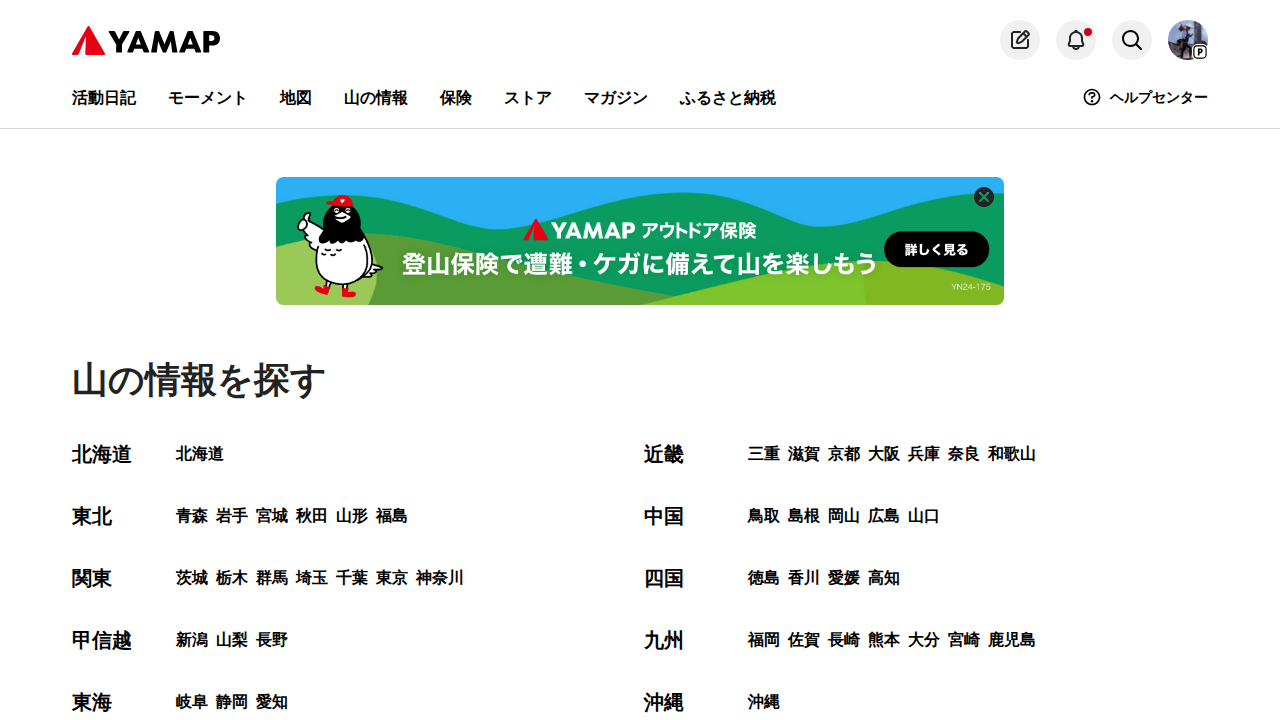 YAMAP
P
活動日記 モーメント 地図 山の情報 保険 ストア マガジン ふるさと納税 ヘルプセンター
YAMAP アウトドア保険
登山保険で遭難・ケガに備えて山を楽しもう
詳しく見る
YN24-175
山の情報を探す
北海道 北海道
近畿 三重 滋賀 京都 大阪 兵庫 奈良 和歌山
東北 青森 岩手 宮城 秋田 山形 福島
中国 鳥取 島根 岡山 広島 山口
関東 茨城 栃木 群馬 埼玉 千葉 東京 神奈川
四国 徳島 香川 愛媛 高知
甲信越 新潟 山梨 長野
九州 福岡 佐賀 長崎 熊本 大分 宮崎 鹿児島
東海 岐阜 静岡 愛知
沖縄 沖縄